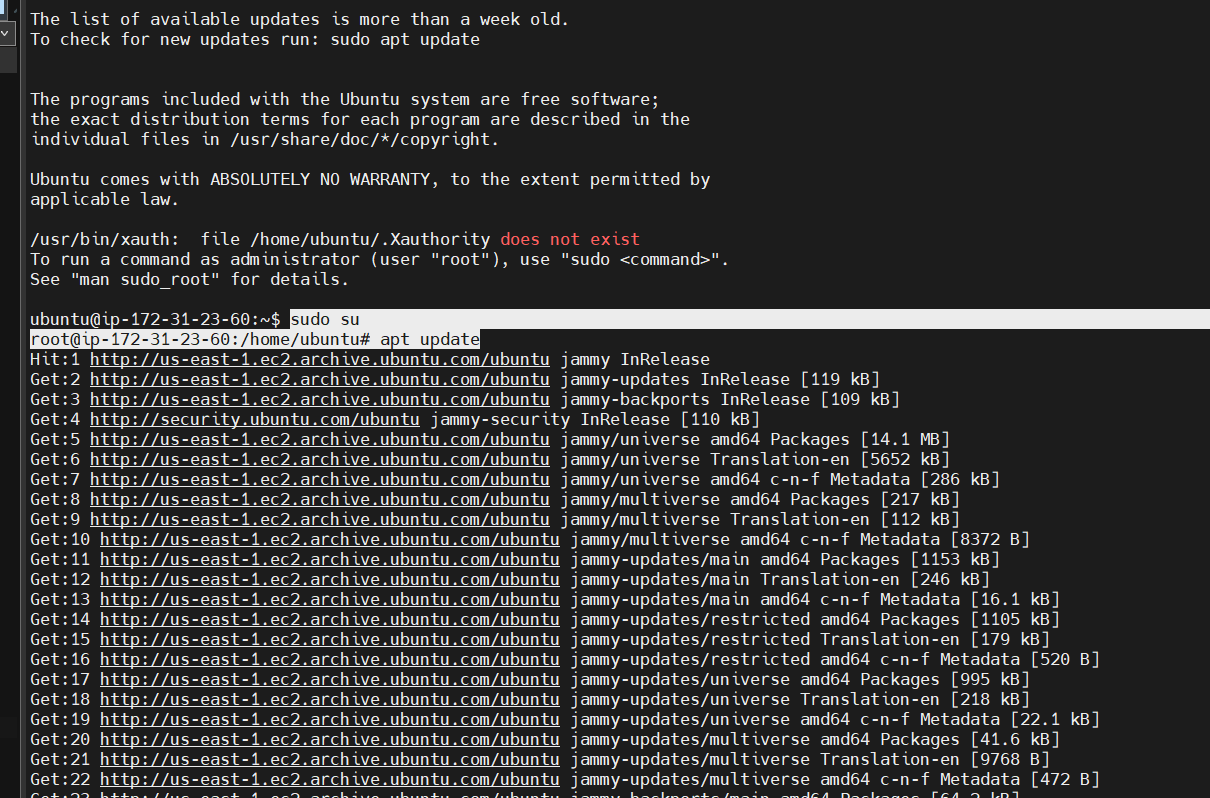 The list of available updates is more than a week old.
To check for new updates run: sudo apt update
The programs included with the Ubuntu system are free software;
the exact distribution terms for each program are described in the
individual files in /usr/share/doc/*/copyright.
Ubuntu comes with ABSOLUTELY NO WARRANTY, to the extent permitted by
applicable law.
/usr/bin/xauth:  file /home/ubuntu/.Xauthority does not exist
To run a command as administrator (user "root"), use "sudo <command>".
See "man sudo_root" for details.
ubuntu@ip-172-31-23-60:~$ sudo su
root@ip-172-31-23-60:/home/ubuntu# apt update
Hit:1 http://us-east-1.ec2.archive.ubuntu.com/ubuntu jammy InRelease
Get:2 http://us-east-1.ec2.archive.ubuntu.com/ubuntu jammy-updates InRelease [119 kB]
Get:3 http://us-east-1.ec2.archive.ubuntu.com/ubuntu jammy-backports InRelease [109 kB]
Get:4 http://security.ubuntu.com/ubuntu jammy-security InRelease [110 kB]
Get:5 http://us-east-1.ec2.archive.ubuntu.com/ubuntu jammy/universe amd64 Packages [14.1 MB]
Get:6 http://us-east-1.ec2.archive.ubuntu.com/ubuntu jammy/universe Translation-en [5652 kB]
Get:7 http://us-east-1.ec2.archive.ubuntu.com/ubuntu jammy/universe amd64 c-n-f Metadata [286 kB]
Get:8 http://us-east-1.ec2.archive.ubuntu.com/ubuntu jammy/multiverse amd64 Packages [217 kB]
Get:9 http://us-east-1.ec2.archive.ubuntu.com/ubuntu jammy/multiverse Translation-en [112 kB]
Get:10 http://us-east-1.ec2.archive.ubuntu.com/ubuntu jammy/multiverse amd64 c-n-f Metadata [8372 B]
Get:11 http://us-east-1.ec2.archive.ubuntu.com/ubuntu jammy-updates/main amd64 Packages [1153 kB]
Get:12 http://us-east-1.ec2.archive.ubuntu.com/ubuntu jammy-updates/main Translation-en [246 kB]
Get:13 http://us-east-1.ec2.archive.ubuntu.com/ubuntu jammy-updates/main amd64 c-n-f Metadata [16.1 kB]
Get:14 http://us-east-1.ec2.archive.ubuntu.com/ubuntu jammy-updates/restricted amd64 Packages [1105 kB]
Get:15 http://us-east-1.ec2.archive.ubuntu.com/ubuntu jammy-updates/restricted Translation-en [179 kB]
Get:16 http://us-east-1.ec2.archive.ubuntu.com/ubuntu jammy-updates/restricted amd64 c-n-f Metadata [520 B]
Get:17 http://us-east-1.ec2.archive.ubuntu.com/ubuntu jammy-updates/universe amd64 Packages [995 kB]
Get:18 http://us-east-1.ec2.archive.ubuntu.com/ubuntu jammy-updates/universe Translation-en [218 kB]
Get:19 http://us-east-1.ec2.archive.ubuntu.com/ubuntu jammy-updates/universe amd64 c-n-f Metadata [22.1 kB]
Get:20 http://us-east-1.ec2.archive.ubuntu.com/ubuntu jammy-updates/multiverse amd64 Packages [41.6 kB]
Get:21 http://us-east-1.ec2.archive.ubuntu.com/ubuntu jammy-updates/multiverse Translation-en [9768 B]
Get:22 http://us-east-1.ec2.archive.ubuntu.com/ubuntu jammy-updates/multiverse amd64 c-n-f Metadata [472 B]